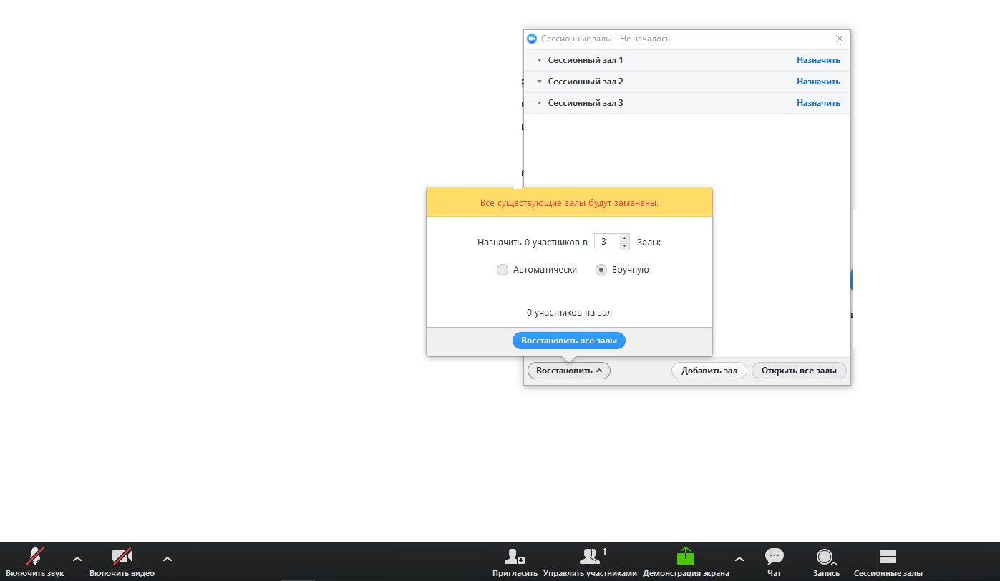 Сессионные залы - Не началось
Сессионный зал 1 Назначить
Сессионный зал 2 Назначить
Сессионный зал 3 Назначить
Все существующие залы будут заменены.
Назначить 0 участников в 3 Залы:
Автоматически Вручную
0 участников на зал
Восстановить все залы
Восстановить Добавить зал Открыть все залы
1
Включить звук Включить видео Пригласить Управлять участниками Демонстрация экрана Чат Запись Сессионные залы